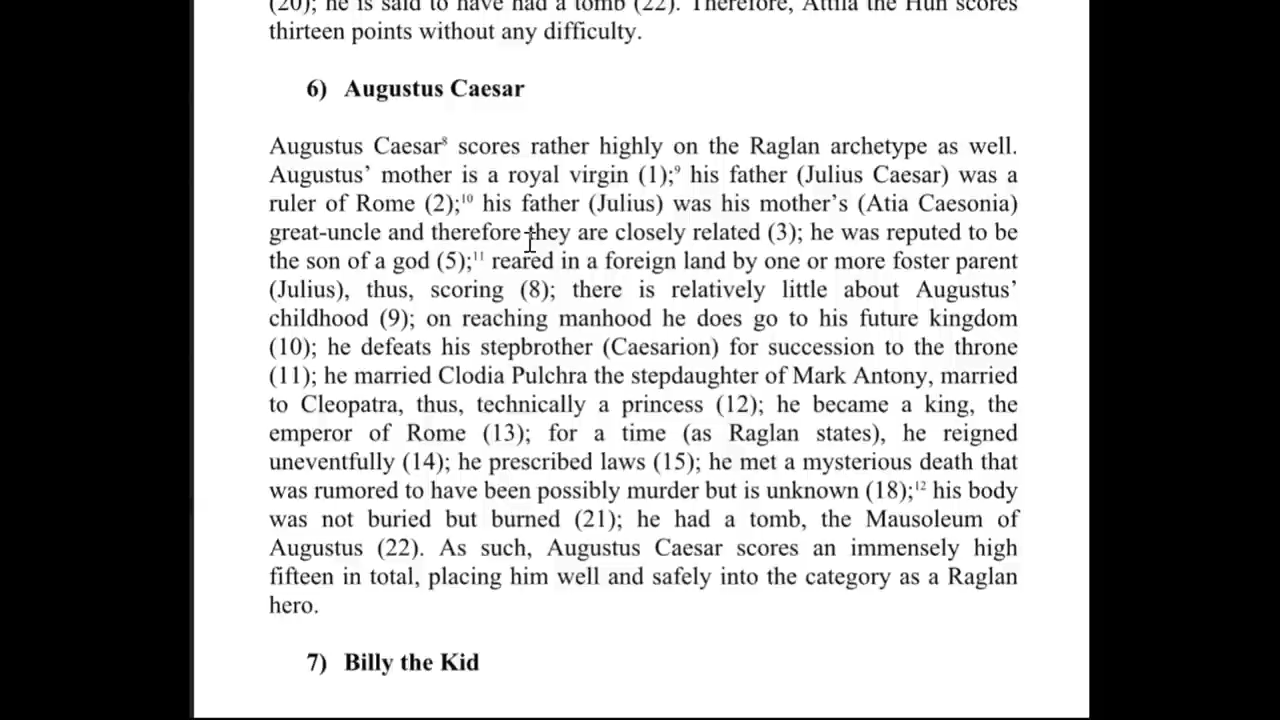 (20); he is said to have had a tomb (22). Therefore, Attila the Hun scores
thirteen points without any difficulty.
6) Augustus Caesar
Augustus Caesar⁸ scores rather highly on the Raglan archetype as well.
Augustus’ mother is a royal virgin (1);⁹ his father (Julius Caesar) was a
ruler of Rome (2);¹⁰ his father (Julius) was his mother’s (Atia Caesonia)
great-uncle and therefore they are closely related (3); he was reputed to be
the son of a god (5);¹¹ reared in a foreign land by one or more foster parent
(Julius), thus, scoring (8); there is relatively little about Augustus’
childhood (9); on reaching manhood he does go to his future kingdom
(10); he defeats his stepbrother (Caesarion) for succession to the throne
(11); he married Clodia Pulchra the stepdaughter of Mark Antony, married
to Cleopatra, thus, technically a princess (12); he became a king, the
emperor of Rome (13); for a time (as Raglan states), he reigned
uneventfully (14); he prescribed laws (15); he met a mysterious death that
was rumored to have been possibly murder but is unknown (18);¹² his body
was not buried but burned (21); he had a tomb, the Mausoleum of
Augustus (22). As such, Augustus Caesar scores an immensely high
fifteen in total, placing him well and safely into the category as a Raglan
hero.
7) Billy the Kid